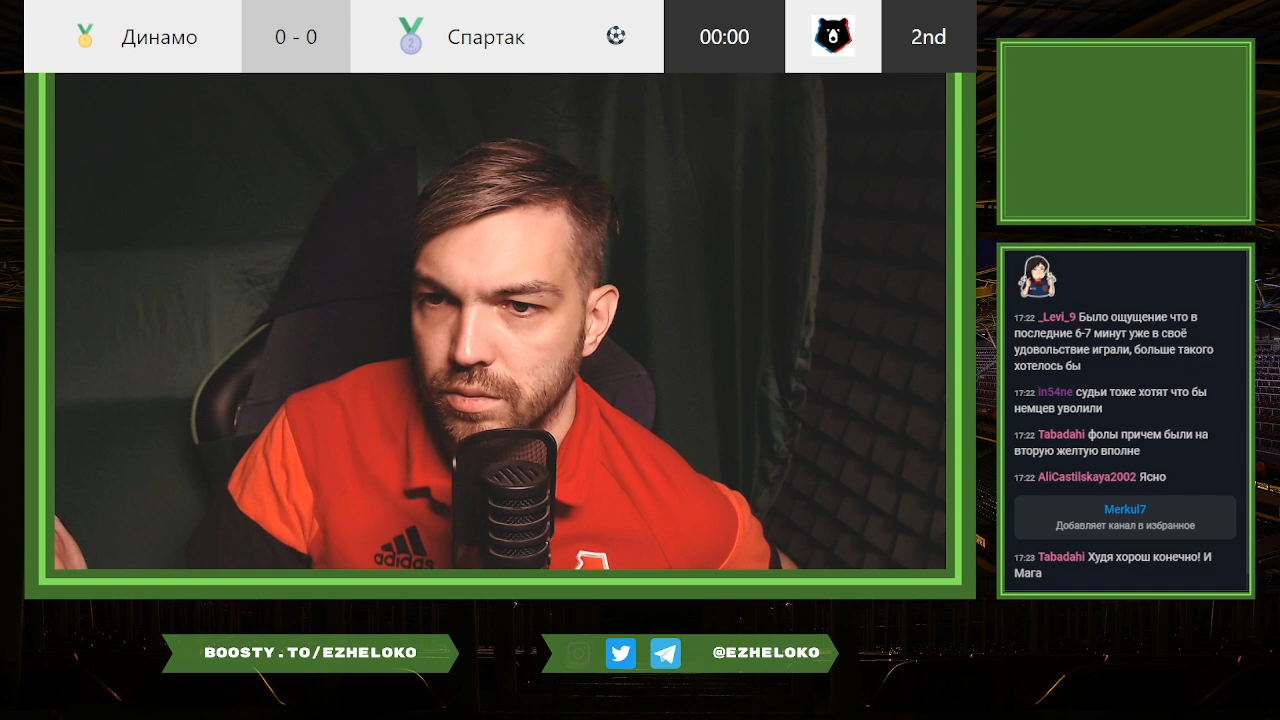 1 Динамо 0 - 0 2 Спартак 00:00 2nd
17:22 _Levi_9 Было ощущение что в
последние 6-7 минут уже в своё
удовольствие играли, больше такого
хотелось бы
17:22 in54ne судьи тоже хотят что бы
немцев уволили
17:22 Tabadahi фолы причем были на
вторую желтую вполне
17:22 AliCastilskaya2002 Ясно
Merkul7
Добавляет канал в избранное
17:23 Tabadahi Худя хорош конечно! И
Мага
adidas
BOOSTY.TO/EZHELOKO
@EZHELOKO